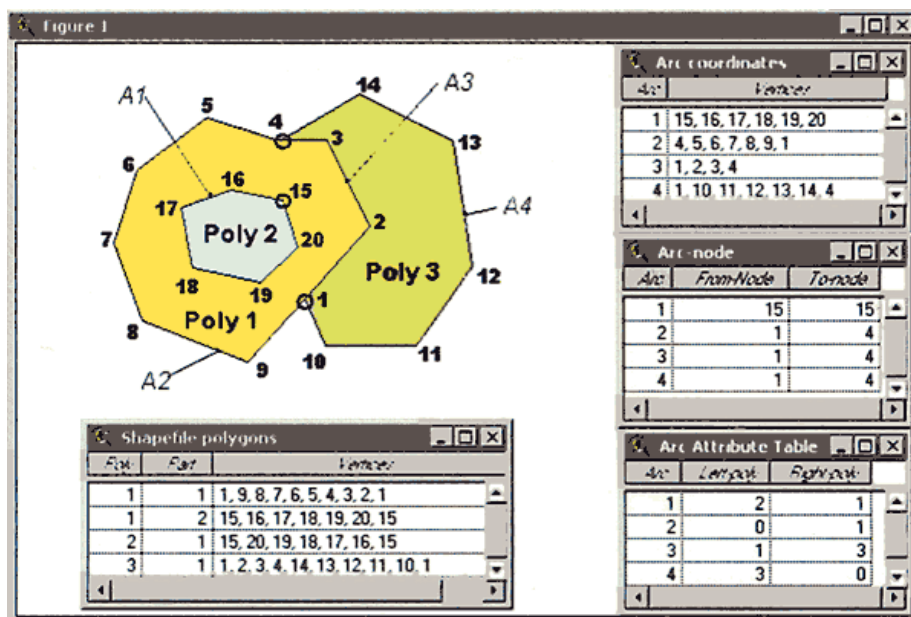 Figure 1
14
A1
A3
5
4
3
13
6
16
15
17
A4
2
7
Poly 2
20
Poly 3
12
18
19
1
Poly 1
8
9
10
11
A2
Arc coordinates
Arc Vertices
1 15, 16, 17, 18, 19, 20
2 4, 5, 6, 7, 8, 9, 1
3 1, 2, 3, 4
4 1, 10, 11, 12, 13, 14, 4
Arc-node
Arc From-Node To-node
1 15 15
2 1 4
3 1 4
4 1 4
Shapefile polygons
Poly Part Vertices
1 1 1, 9, 8, 7, 6, 5, 4, 3, 2, 1
1 2 15, 16, 17, 18, 19, 20, 15
2 1 15, 20, 19, 18, 17, 16, 15
3 1 1, 2, 3, 4, 14, 13, 12, 11, 10, 1
Arc Attribute Table
Arc Left-poly Right-poly
1 2 1
2 0 1
3 1 3
4 3 0